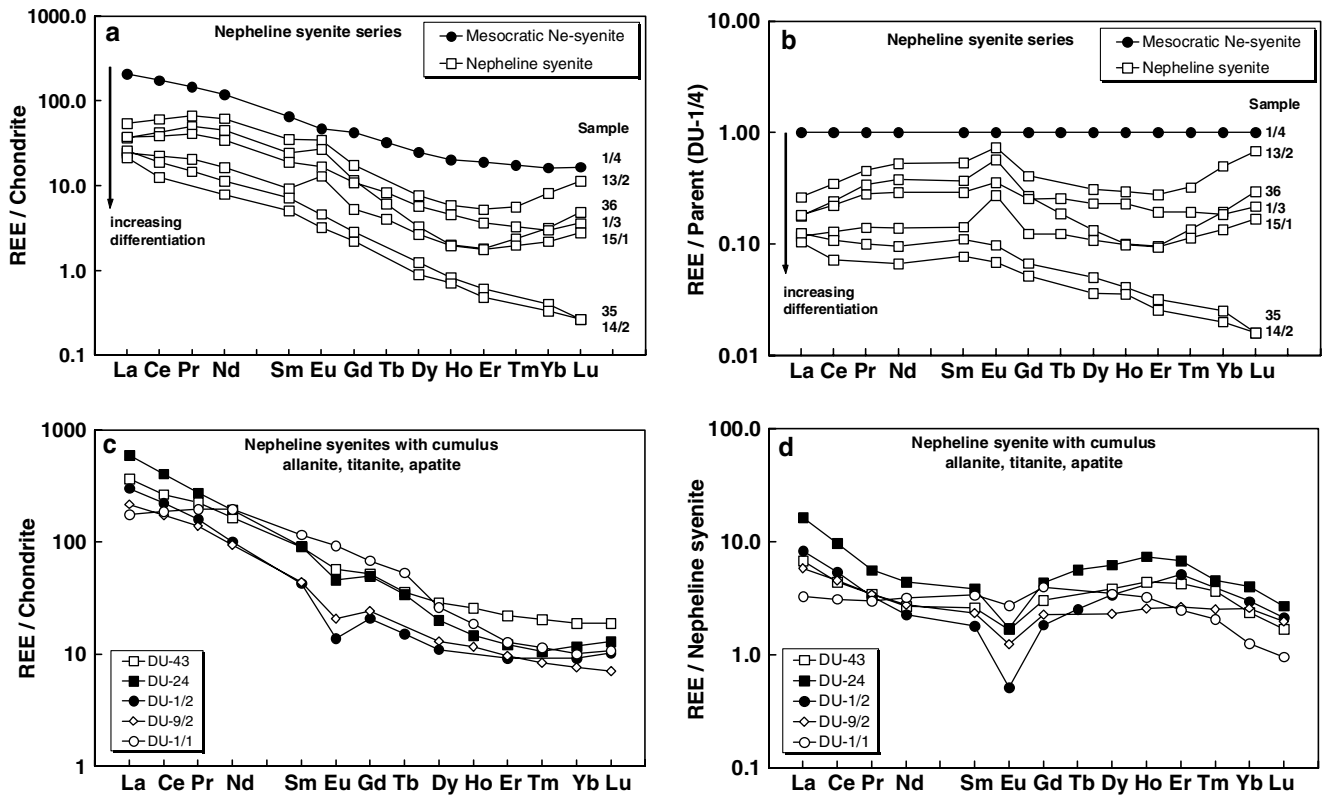 a
Nepheline syenite series
Mesocratic Ne-syenite
Nepheline syenite
REE / Chondrite
1000.0
100.0
10.0
1.0
0.1
increasing
differentiation
Sample
1/4
13/2
36
1/3
15/1
35
14/2
La Ce Pr Nd Sm Eu Gd Tb Dy Ho Er Tm Yb Lu
b
Nepheline syenite series
Mesocratic Ne-syenite
Nepheline syenite
REE / Parent (DU-1/4)
10.00
1.00
0.10
0.01
increasing
differentiation
Sample
1/4
13/2
36
1/3
15/1
35
14/2
La Ce Pr Nd Sm Eu Gd Tb Dy Ho Er Tm Yb Lu
c
Nepheline syenites with cumulus
allanite, titanite, apatite
REE / Chondrite
1000
100
10
1
DU-43
DU-24
DU-1/2
DU-9/2
DU-1/1
La Ce Pr Nd Sm Eu Gd Tb Dy Ho Er Tm Yb Lu
d
Nepheline syenite with cumulus
allanite, titanite, apatite
REE / Nepheline syenite
100.0
10.0
1.0
0.1
DU-43
DU-24
DU-1/2
DU-9/2
DU-1/1
La Ce Pr Nd Sm Eu Gd Tb Dy Ho Er Tm Yb Lu